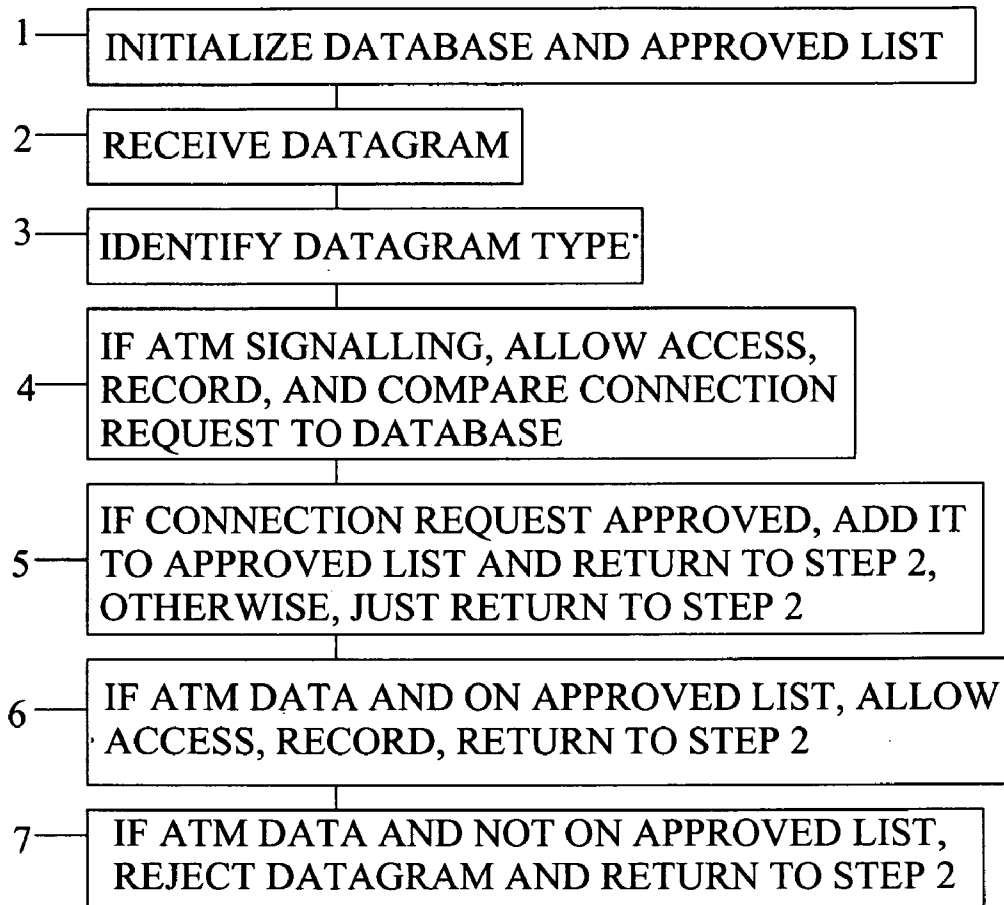 1 INITIALIZE DATABASE AND APPROVED LIST
2 RECEIVE DATAGRAM
3 IDENTIFY DATAGRAM TYPE
IF ATM SIGNALLING, ALLOW ACCESS,
4 RECORD, AND COMPARE CONNECTION
REQUEST TO DATABASE
IF CONNECTION REQUEST APPROVED, ADD IT
5 TO APPROVED LIST AND RETURN TO STEP 2,
OTHERWISE, JUST RETURN TO STEP 2
6 IF ATM DATA AND ON APPROVED LIST, ALLOW
ACCESS, RECORD, RETURN TO STEP 2
7 IF ATM DATA AND NOT ON APPROVED LIST,
REJECT DATAGRAM AND RETURN TO STEP 2